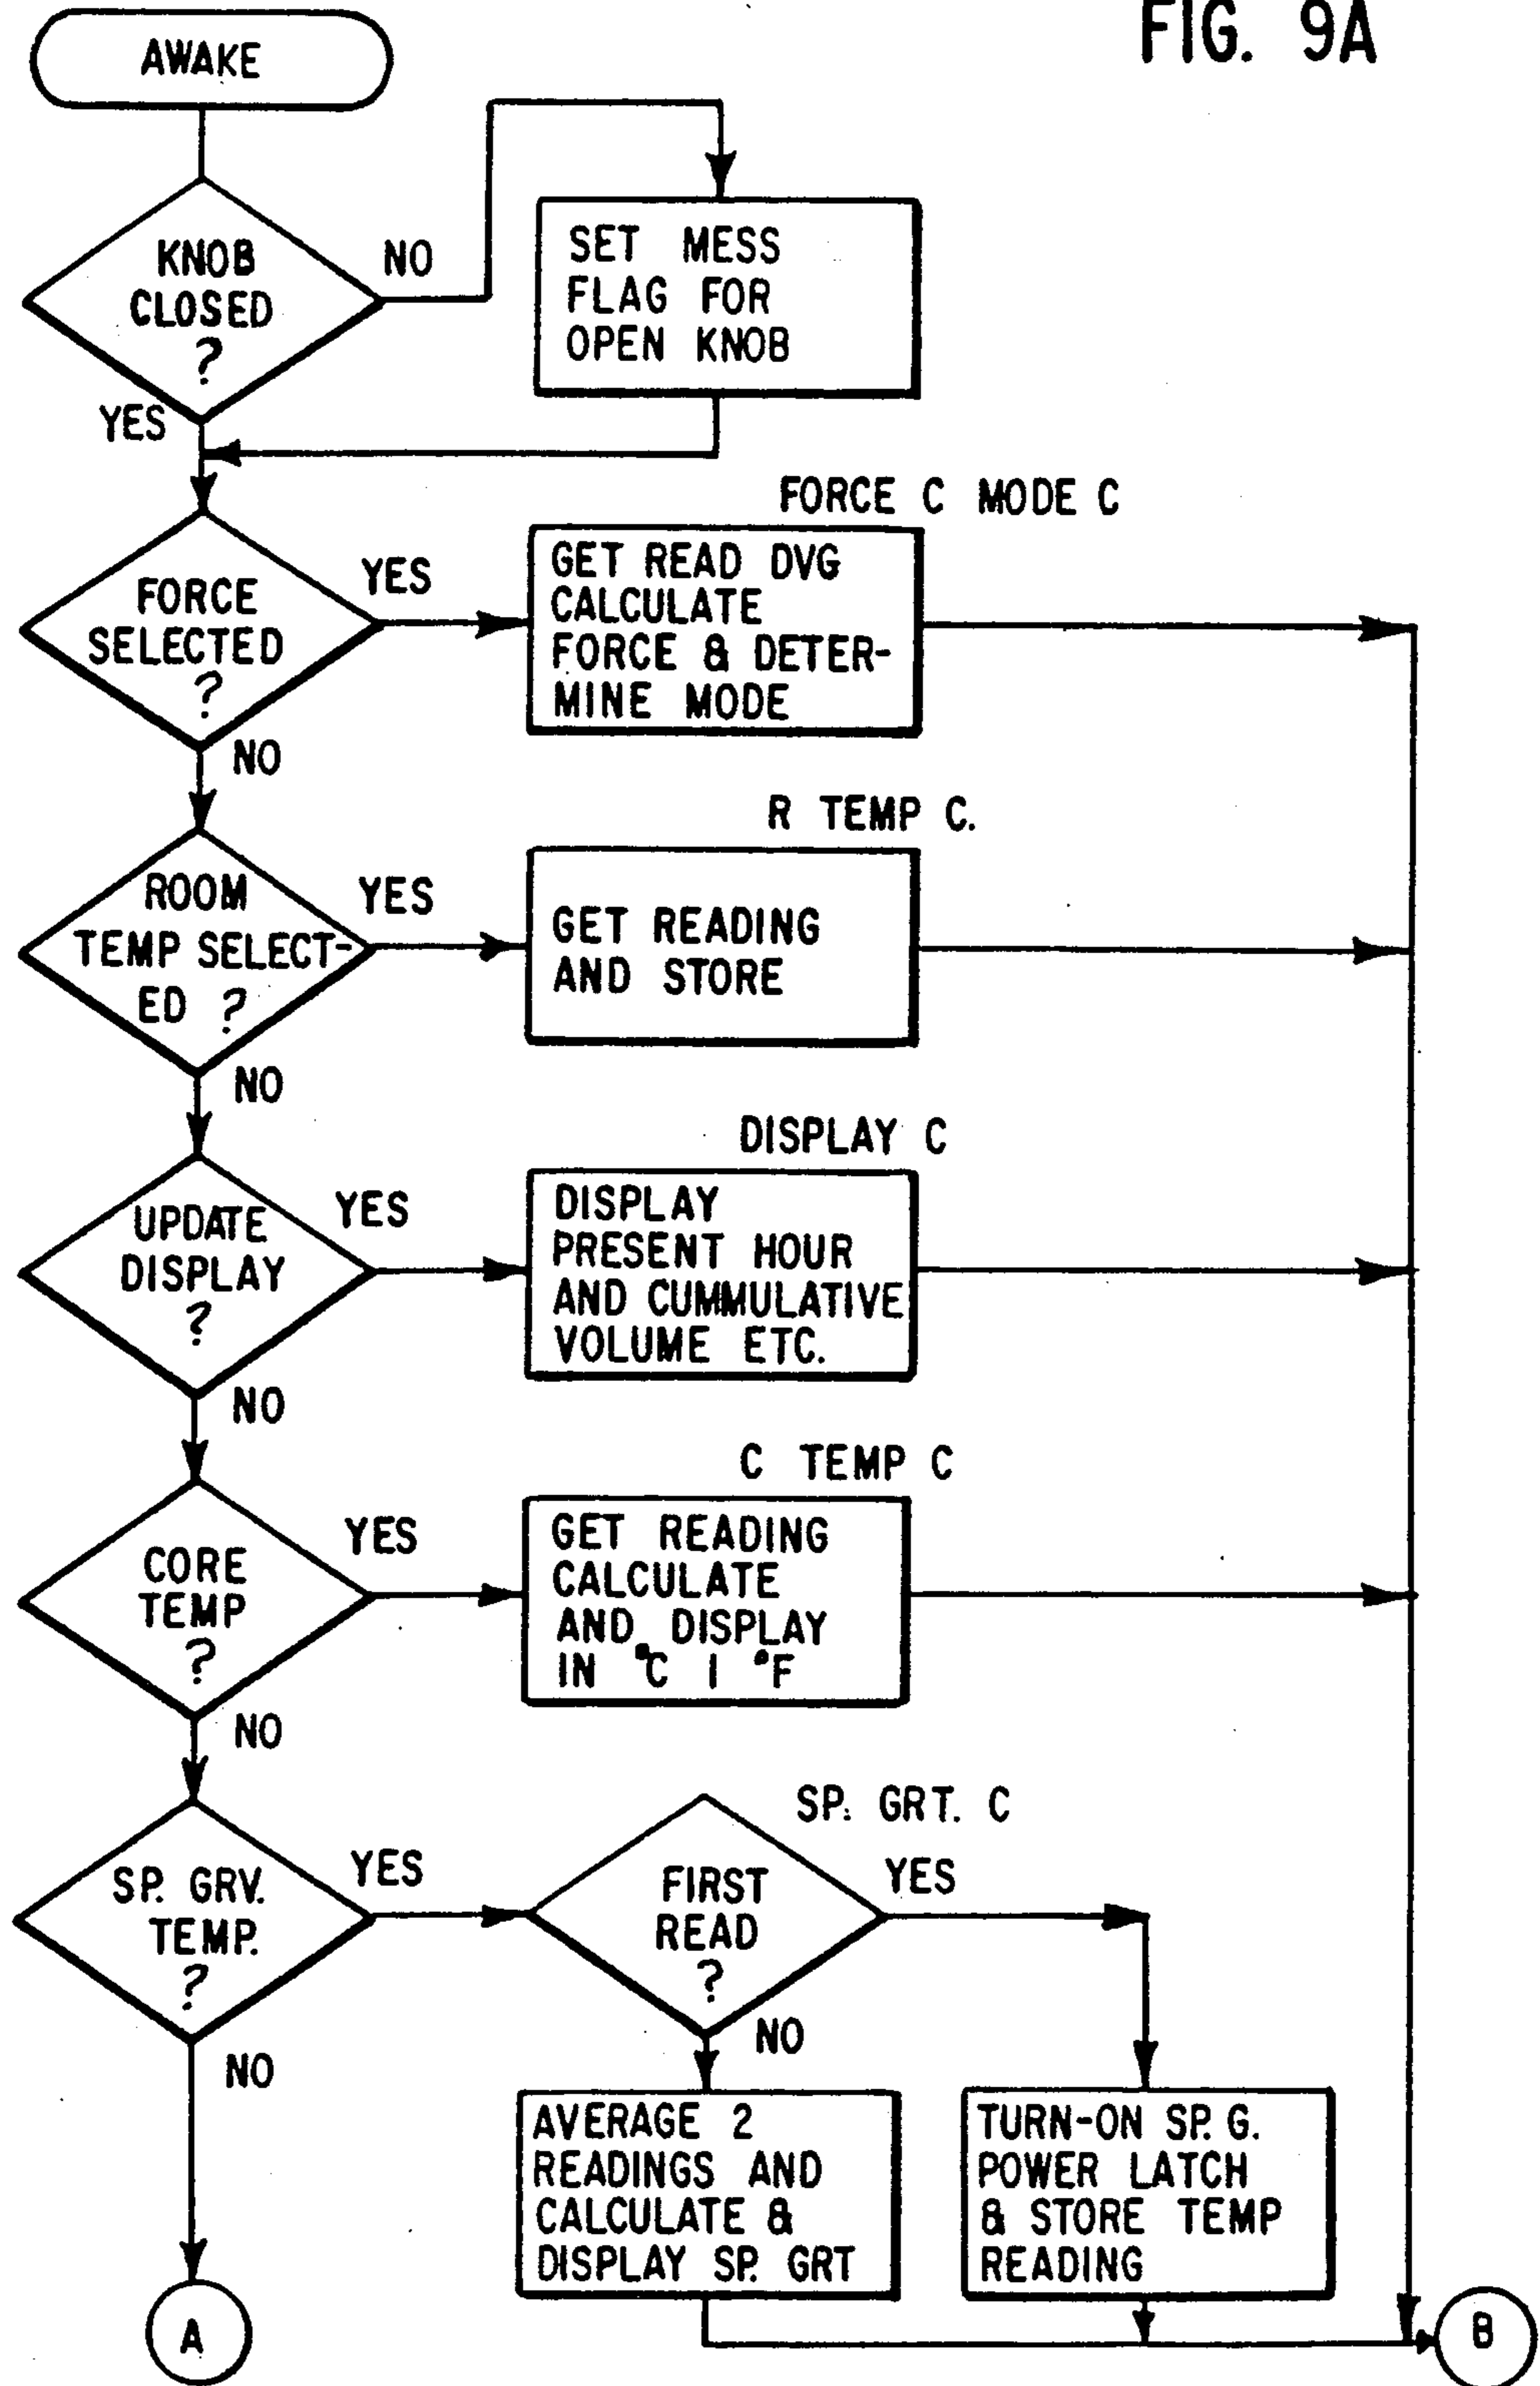 FIG. 9A
AWAKE
KNOB
CLOSED
?
NO
YES
SET MESS
FLAG FOR
OPEN KNOB
FORCE C MODE C
FORCE
SELECTED
?
YES
NO
GET READ DVG
CALCULATE
FORCE & DETER-
MINE MODE
R TEMP C.
ROOM
TEMP SELECT-
ED ?
YES
NO
GET READING
AND STORE
DISPLAY C
UPDATE
DISPLAY
?
YES
NO
DISPLAY
PRESENT HOUR
AND CUMMULATIVE
VOLUME ETC.
C TEMP C
CORE
TEMP
?
YES
NO
GET READING
CALCULATE
AND DISPLAY
IN °C | °F
SP. GRT. C
SP. GRV.
TEMP.
?
YES
NO
FIRST
READ
?
YES
NO
AVERAGE 2
READINGS AND
CALCULATE &
DISPLAY SP. GRT
TURN-ON SP. G.
POWER LATCH
& STORE TEMP
READING
A
B